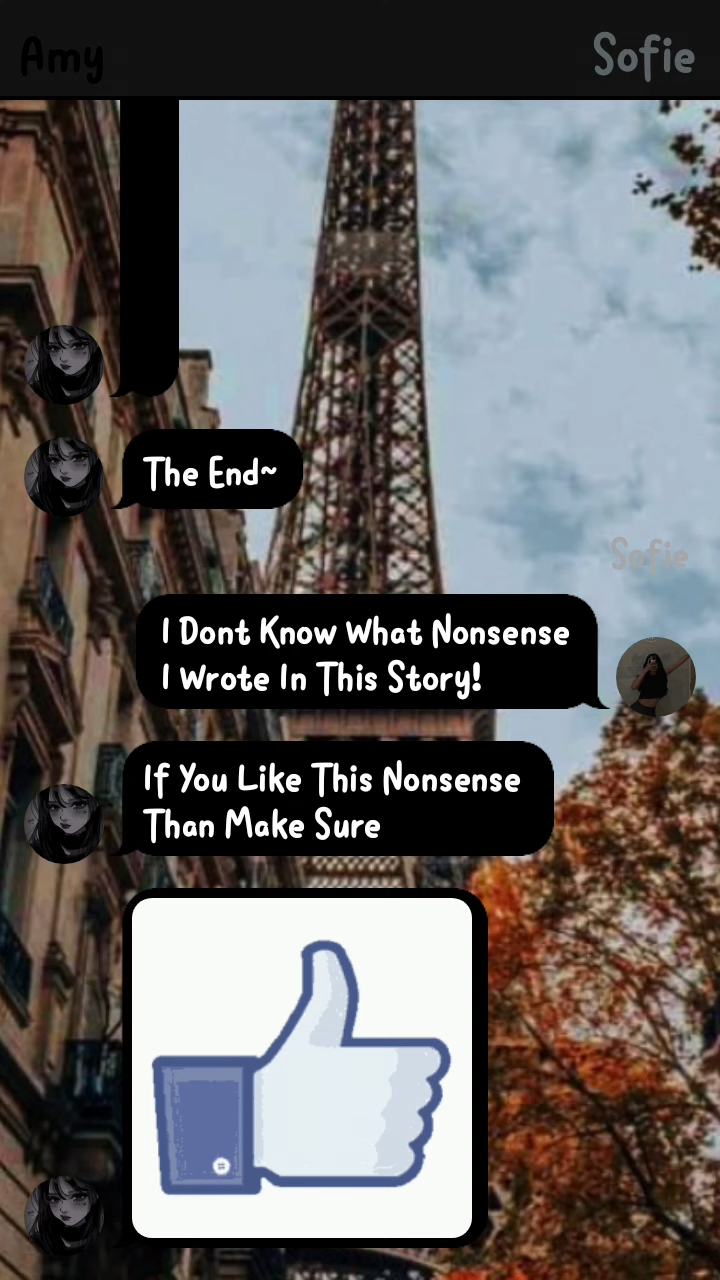 Amy
Sofie
The End~
Sofie
I Dont Know What Nonsense
I Wrote In This Story!
If You Like This Nonsense
Than Make Sure